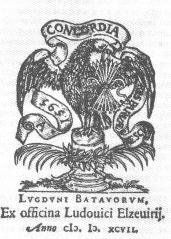 CONCORDIA
LVGDVNI BATAVORVM,
Ex officina Ludouici Elzeuirij.
Anno cIↄ. Iↄ. XCVII.